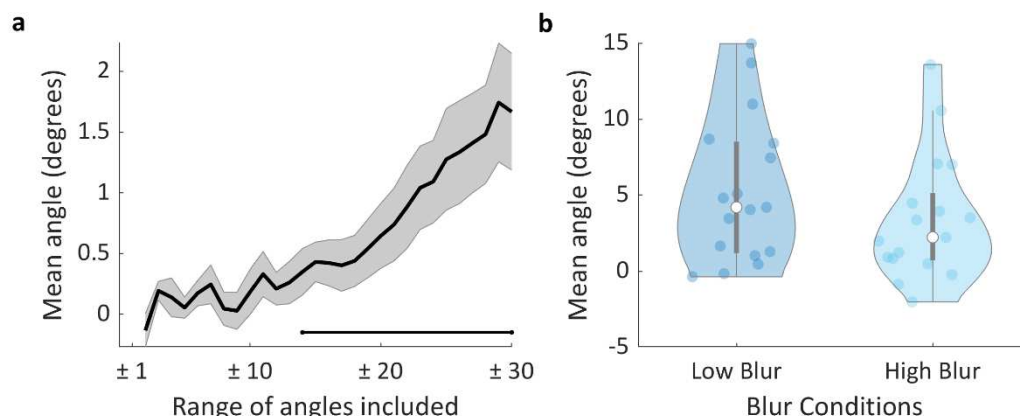 a
Mean angle (degrees)
2
1.5
1
0.5
0
± 1
± 10
± 20
± 30
Range of angles included
b
Mean angle (degrees)
15
10
5
0
-5
Low Blur
High Blur
Blur Conditions